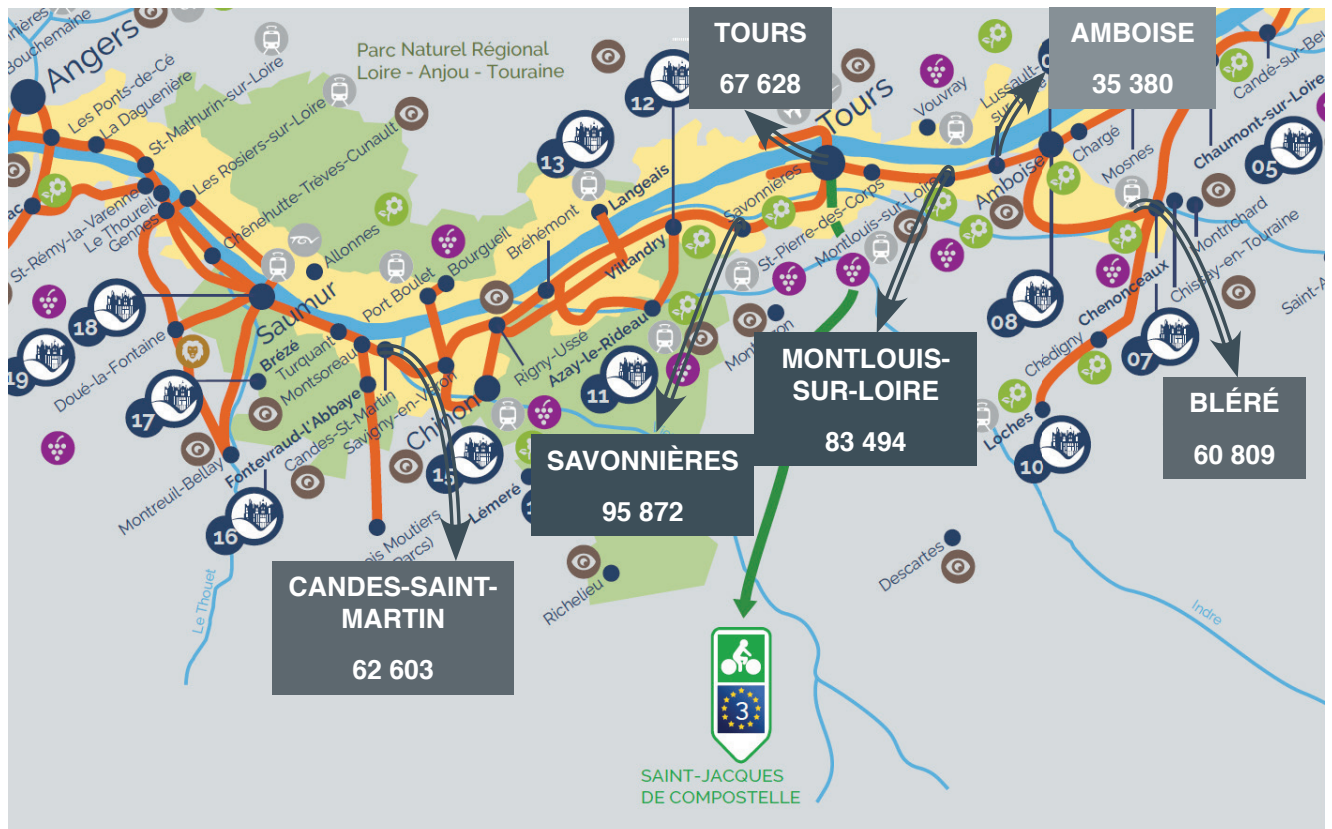 Bouchemaine
Angers
Les Ponts-de-Cé
La Daguenière
St-Mathurin-sur-Loire
Les Rosiers-sur-Loire
Chênehutte-Trèves-Cunault
St-Rémy-la-Varenne
Le Thoureil
Gennes
Parc Naturel Régional
Loire - Anjou - Touraine
Allonnes
Saumur
Port Boulet
Bourgueil
Bréhémont
13
Langeais
12
Villandry
Savonnières
TOURS
67 628
Tours
Vouvray
St-Pierre-des-Corps
Montlouis-sur-Loire
AMBOISE
35 380
Amboise
Chargé
Mosnes
Chaumont-sur-Loire
05
Montrichard
Chissay-en-Touraine
Chenonceaux
08
07
Chédigny
Loches
10
19
18
Doué-la-Fontaine
17
Brézé
Turquant
Montsoreau
Montreuil-Bellay
Fontevraud-l'Abbaye
Candes-St-Martin
Savigny-en-Véron
16
Chinon
15
Rigny-Ussé
Azay-le-Rideau
11
Lémeré
Richelieu
Descartes
Le Thouet
Indre
MONTLOUIS-
SUR-LOIRE
83 494
BLÉRÉ
60 809
SAVONNIÈRES
95 872
CANDES-SAINT-
MARTIN
62 603
3
SAINT-JACQUES
DE COMPOSTELLE